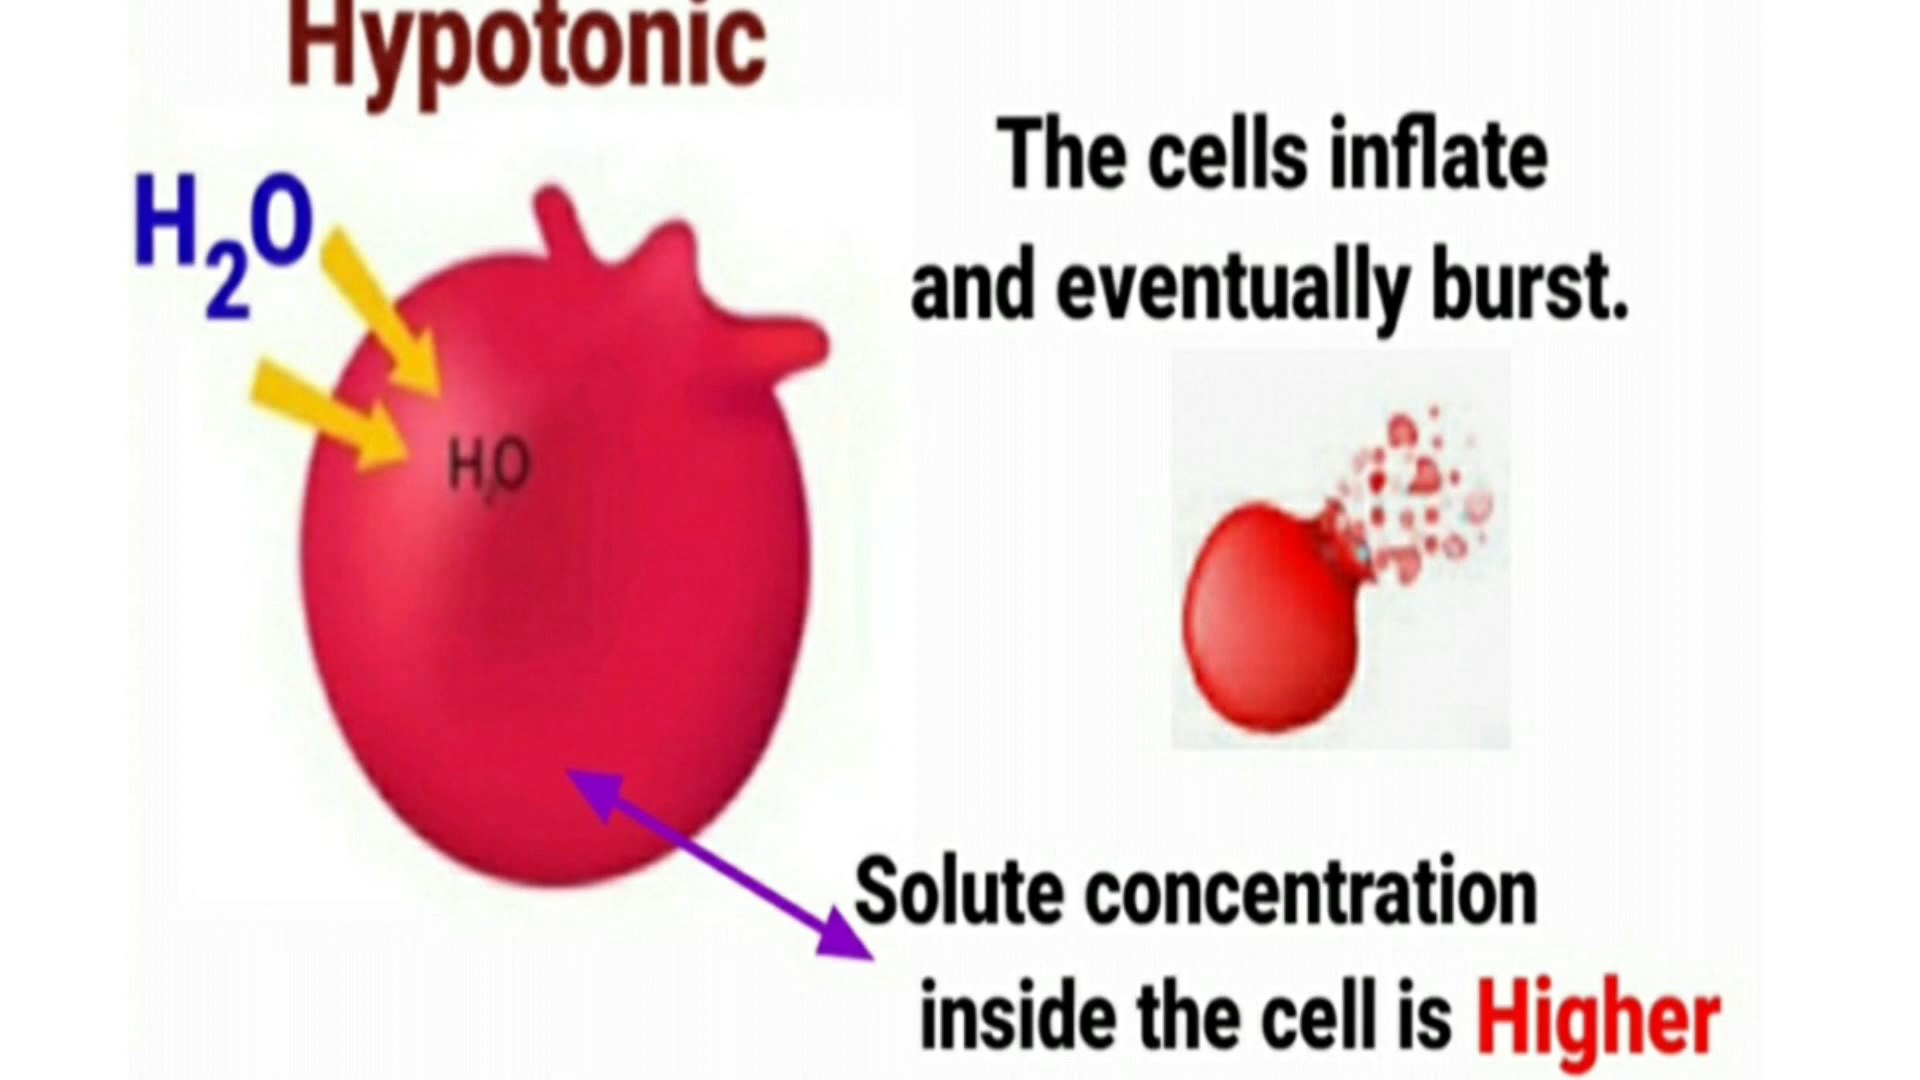 Hypotonic
H₂O
The cells inflate
and eventually burst.
H₂O
Solute concentration
inside the cell is Higher